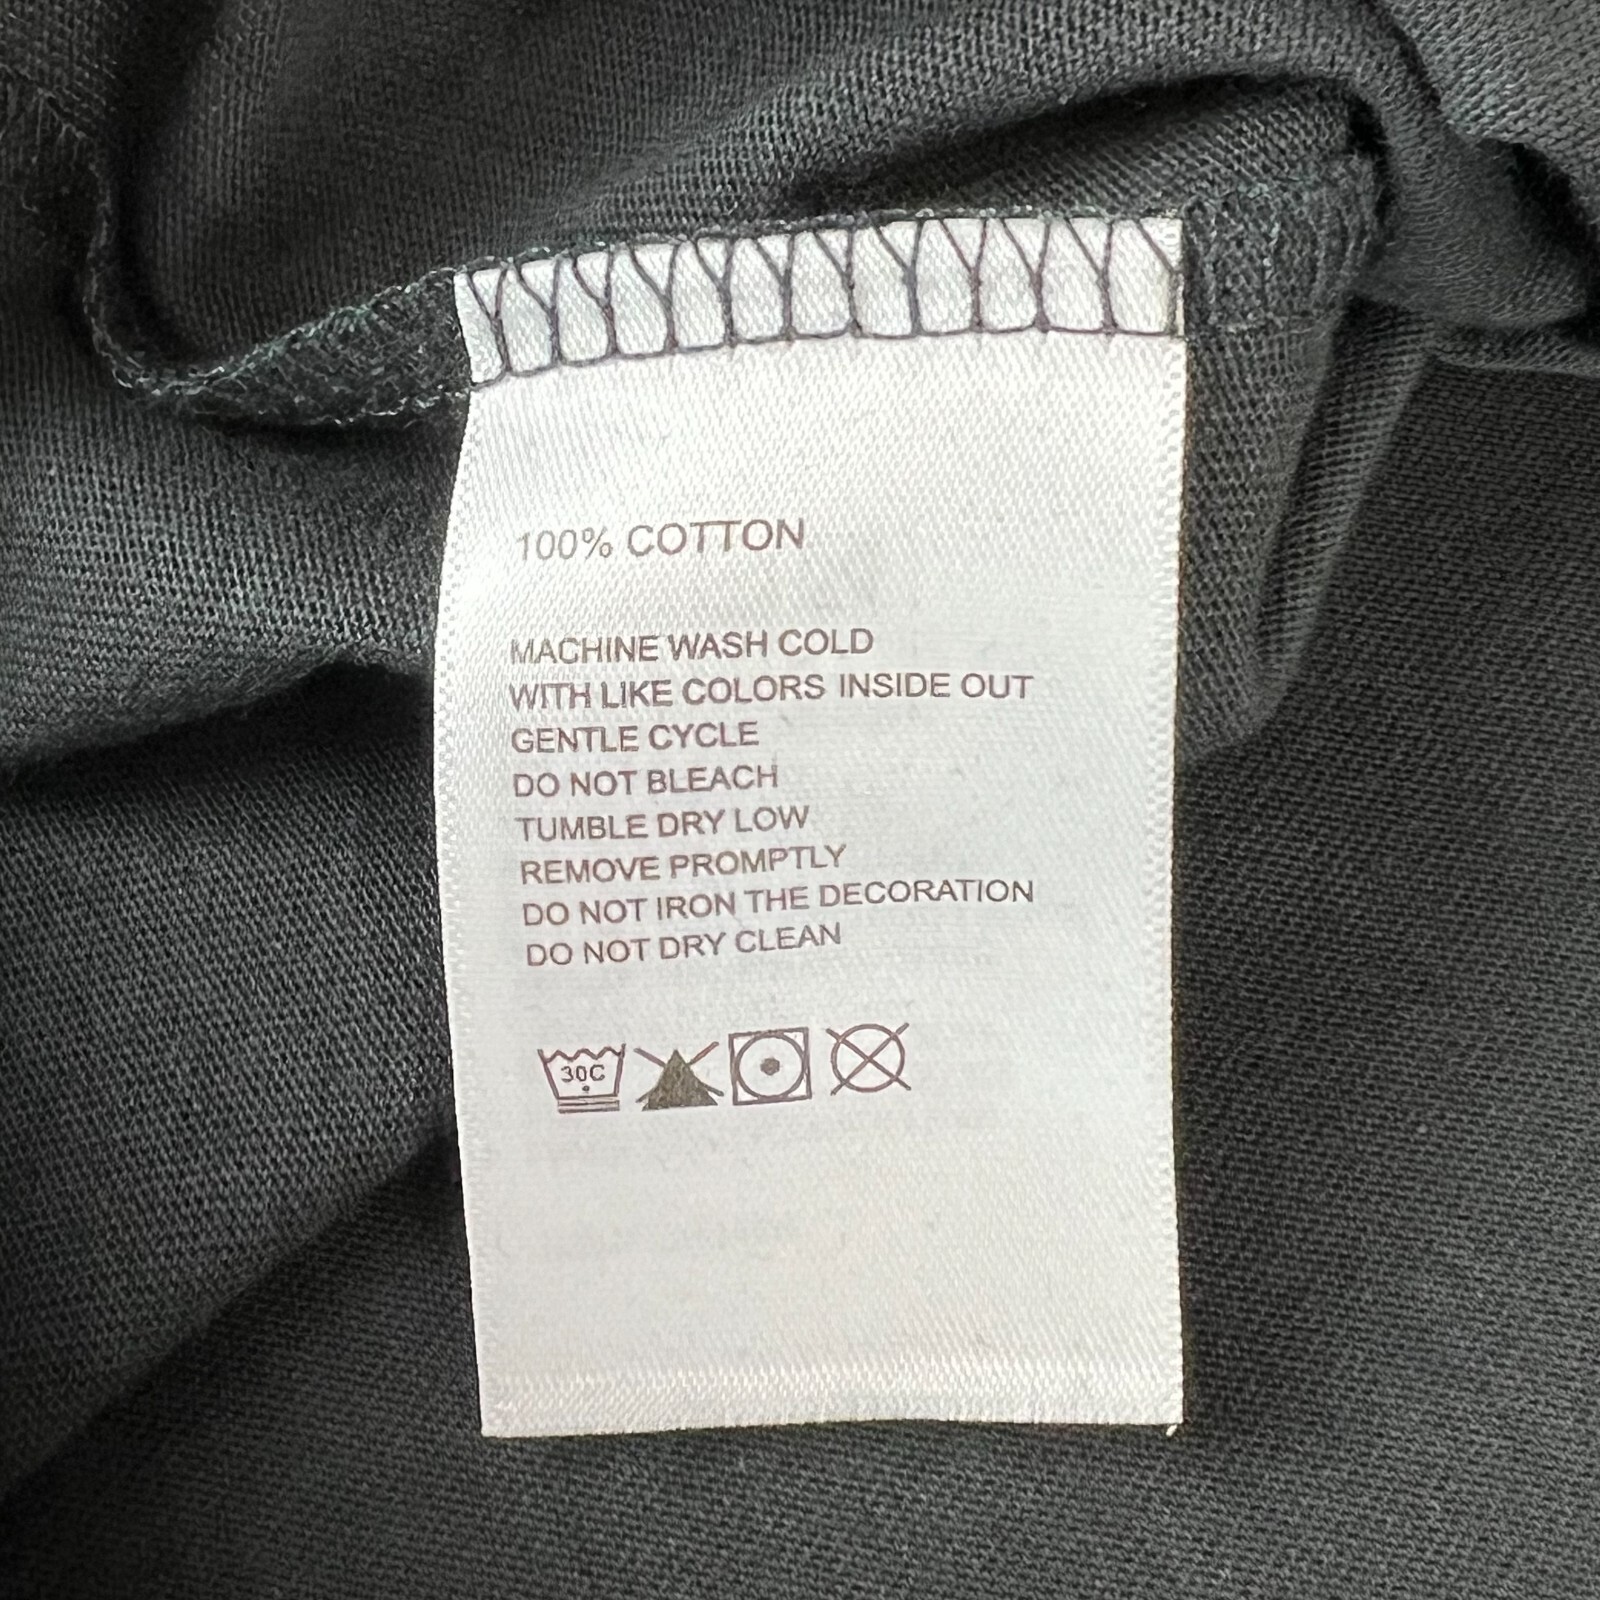 100% COTTON
MACHINE WASH COLD
WITH LIKE COLORS INSIDE OUT
GENTLE CYCLE
DO NOT BLEACH
TUMBLE DRY LOW
REMOVE PROMPTLY
DO NOT IRON THE DECORATION
DO NOT DRY CLEAN
30C